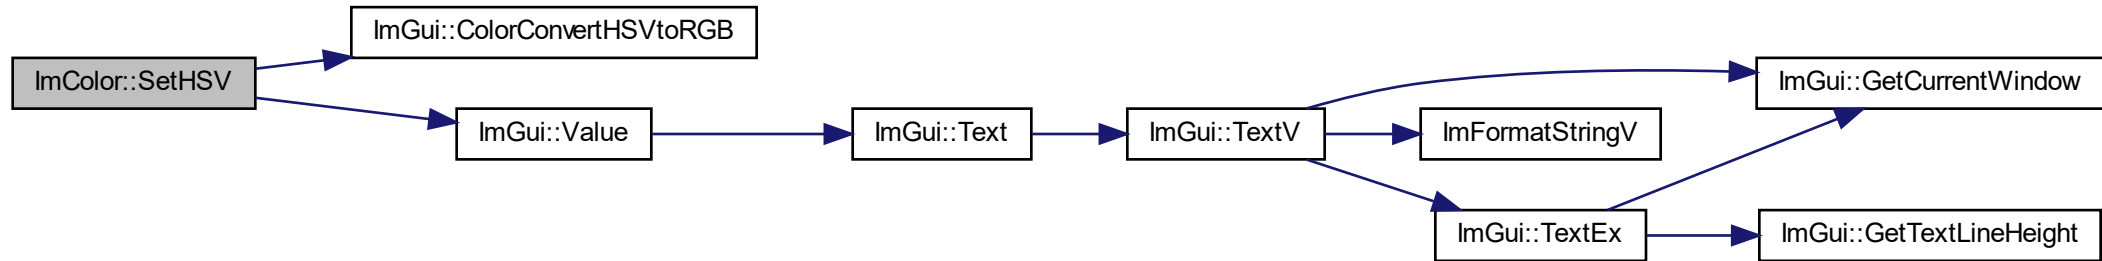 ImColor::SetHSV
ImGui::ColorConvertHSVtoRGB
ImGui::Value
ImGui::Text
ImGui::TextV
ImGui::GetCurrentWindow
ImFormatStringV
ImGui::TextEx
ImGui::GetTextLineHeight